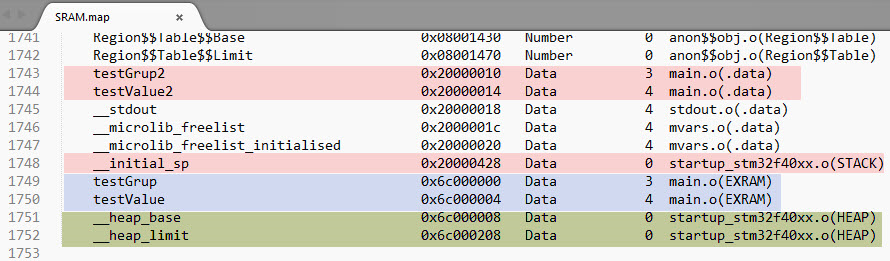 SRAM.map ×
1741 Region$$Table$$Base 0x08001430 Number 0 anon$$obj.o(Region$$Table)
1742 Region$$Table$$Limit 0x08001470 Number 0 anon$$obj.o(Region$$Table)
1743 testGrup2 0x20000010 Data 3 main.o(.data)
1744 testValue2 0x20000014 Data 4 main.o(.data)
1745 __stdout 0x20000018 Data 4 stdout.o(.data)
1746 __microlib_freelist 0x2000001c Data 4 mvars.o(.data)
1747 __microlib_freelist_initialised 0x20000020 Data 4 mvars.o(.data)
1748 __initial_sp 0x20000428 Data 0 startup_stm32f40xx.o(STACK)
1749 testGrup 0x6c000000 Data 3 main.o(EXRAM)
1750 testValue 0x6c000004 Data 4 main.o(EXRAM)
1751 __heap_base 0x6c000008 Data 0 startup_stm32f40xx.o(HEAP)
1752 __heap_limit 0x6c000208 Data 0 startup_stm32f40xx.o(HEAP)
1753